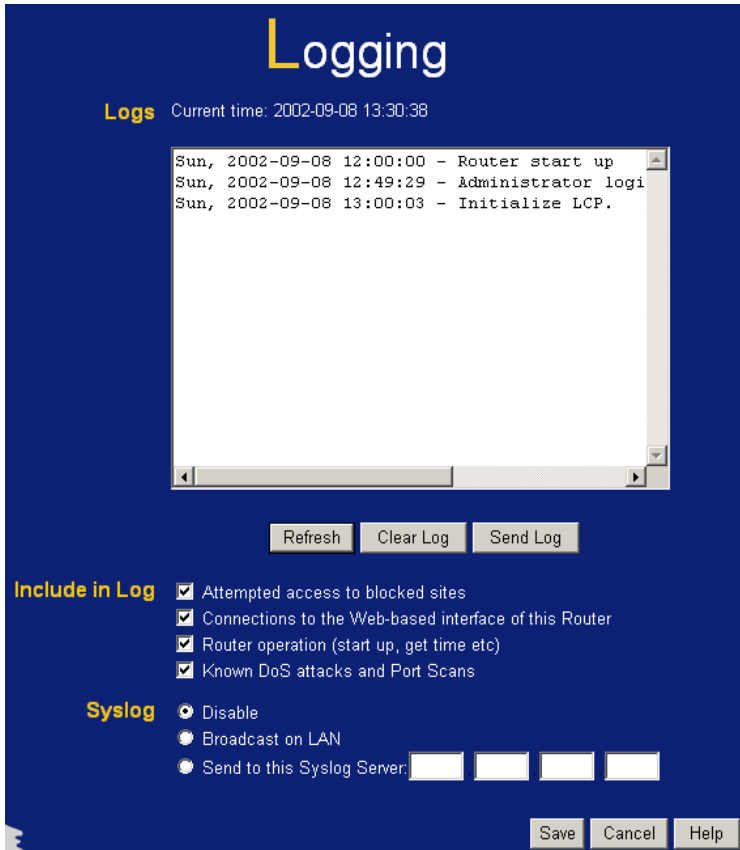 Logging
Logs Current time: 2002-09-08 13:30:38
Sun, 2002-09-08 12:00:00 - Router start up
Sun, 2002-09-08 12:49:29 - Administrator logi
Sun, 2002-09-08 13:00:03 - Initialize LCP.
Refresh Clear Log Send Log
Include in Log Attempted access to blocked sites
Connections to the Web-based interface of this Router
Router operation (start up, get time etc)
Known DoS attacks and Port Scans
Syslog Disable
Broadcast on LAN
Send to this Syslog Server:
Save Cancel Help